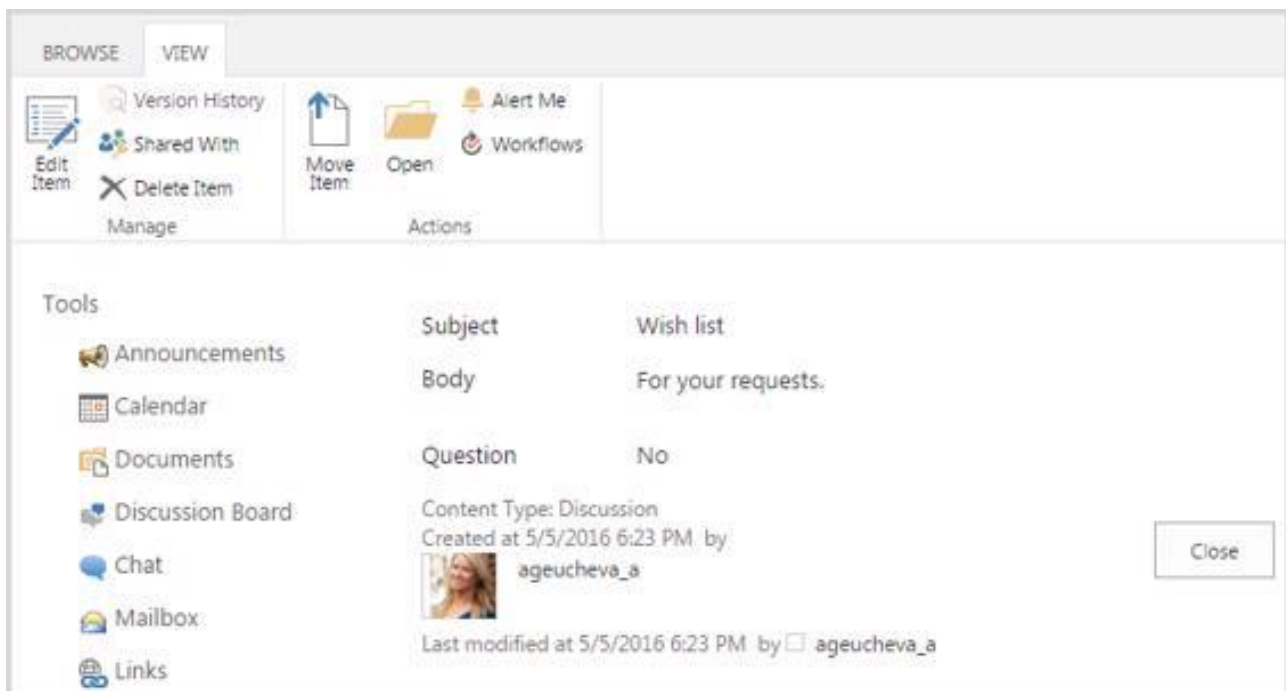 BROWSE VIEW
Edit Item
Version History
Shared With
Delete Item
Manage
Move Item
Open
Alert Me
Workflows
Actions
Tools
Announcements
Calendar
Documents
Discussion Board
Chat
Mailbox
Links
Subject Wish list
Body For your requests.
Question No
Content Type: Discussion
Created at 5/5/2016 6:23 PM by
ageucheva_a
Last modified at 5/5/2016 6:23 PM by ageucheva_a
Close